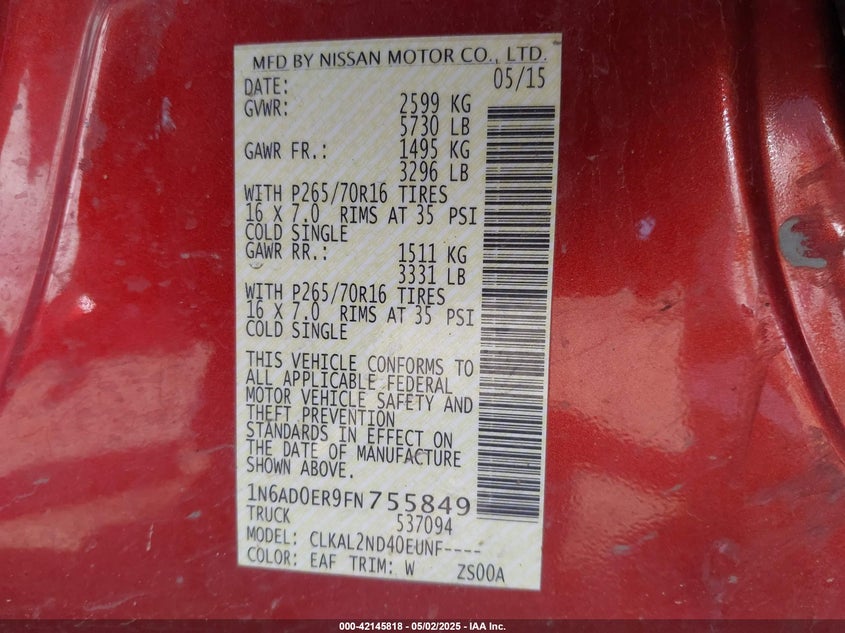 MFD BY NISSAN MOTOR CO., LTD.
DATE: 05/15
GVWR: 2599 KG
5730 LB
GAWR FR.: 1495 KG
3296 LB
WITH P265/70R16 TIRES
16 X 7.0 RIMS AT 35 PSI
COLD SINGLE
GAWR RR.: 1511 KG
3331 LB
WITH P265/70R16 TIRES
16 X 7.0 RIMS AT 35 PSI
COLD SINGLE
THIS VEHICLE CONFORMS TO
ALL APPLICABLE FEDERAL
MOTOR VEHICLE SAFETY AND
THEFT PREVENTION
STANDARDS IN EFFECT ON
THE DATE OF MANUFACTURE
SHOWN ABOVE.
1N6AD0ER9FN755849
TRUCK 537094
MODEL: CLKAL2ND40EUNF----
COLOR: EAF TRIM: W ZS00A
000-42145818 - 05/02/2025 - IAA Inc.